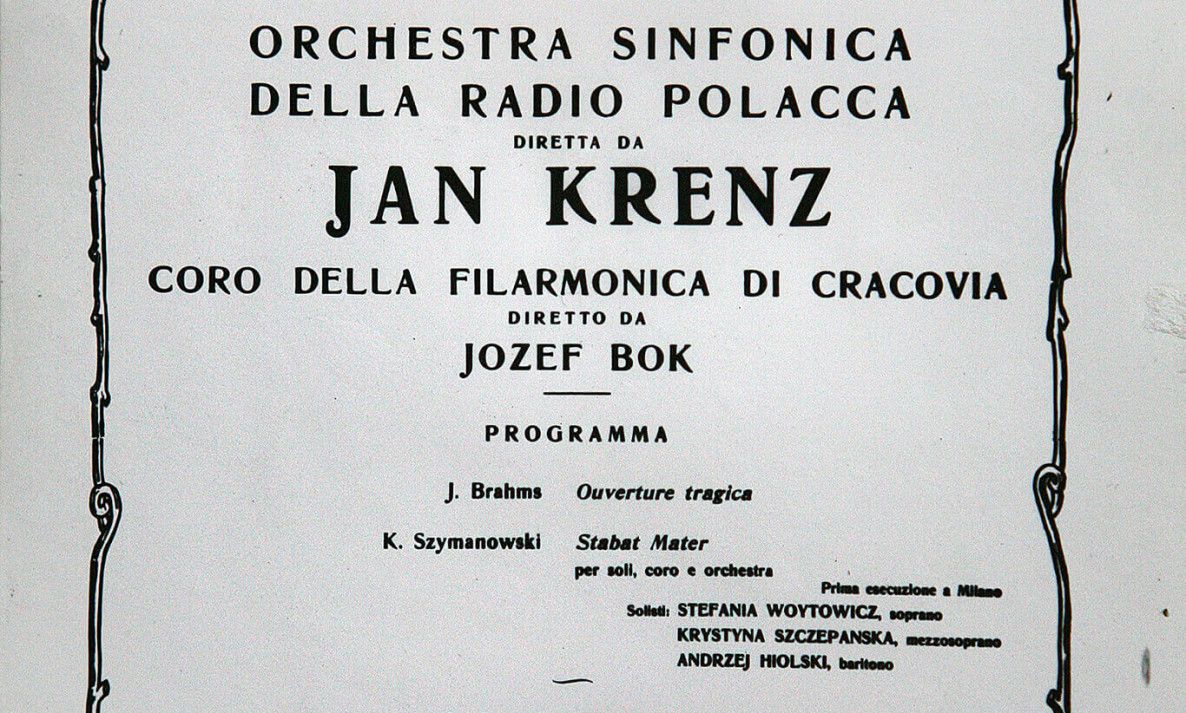 ORCHESTRA SINFONICA
DELLA RADIO POLACCA
DIRETTA DA
JAN KRENZ
CORO DELLA FILARMONICA DI CRACOVIA
DIRETTO DA
JOZEF BOK
PROGRAMMA
J. Brahms Ouverture tragica
K. Szymanowski Stabat Mater
per soli, coro e orchestra
Prima esecuzione a Milano
Solisti: STEFANIA WOYTOWICZ, soprano
KRYSTYNA SZCZEPANSKA, mezzosoprano
ANDRZEJ HIOLSKI, baritono